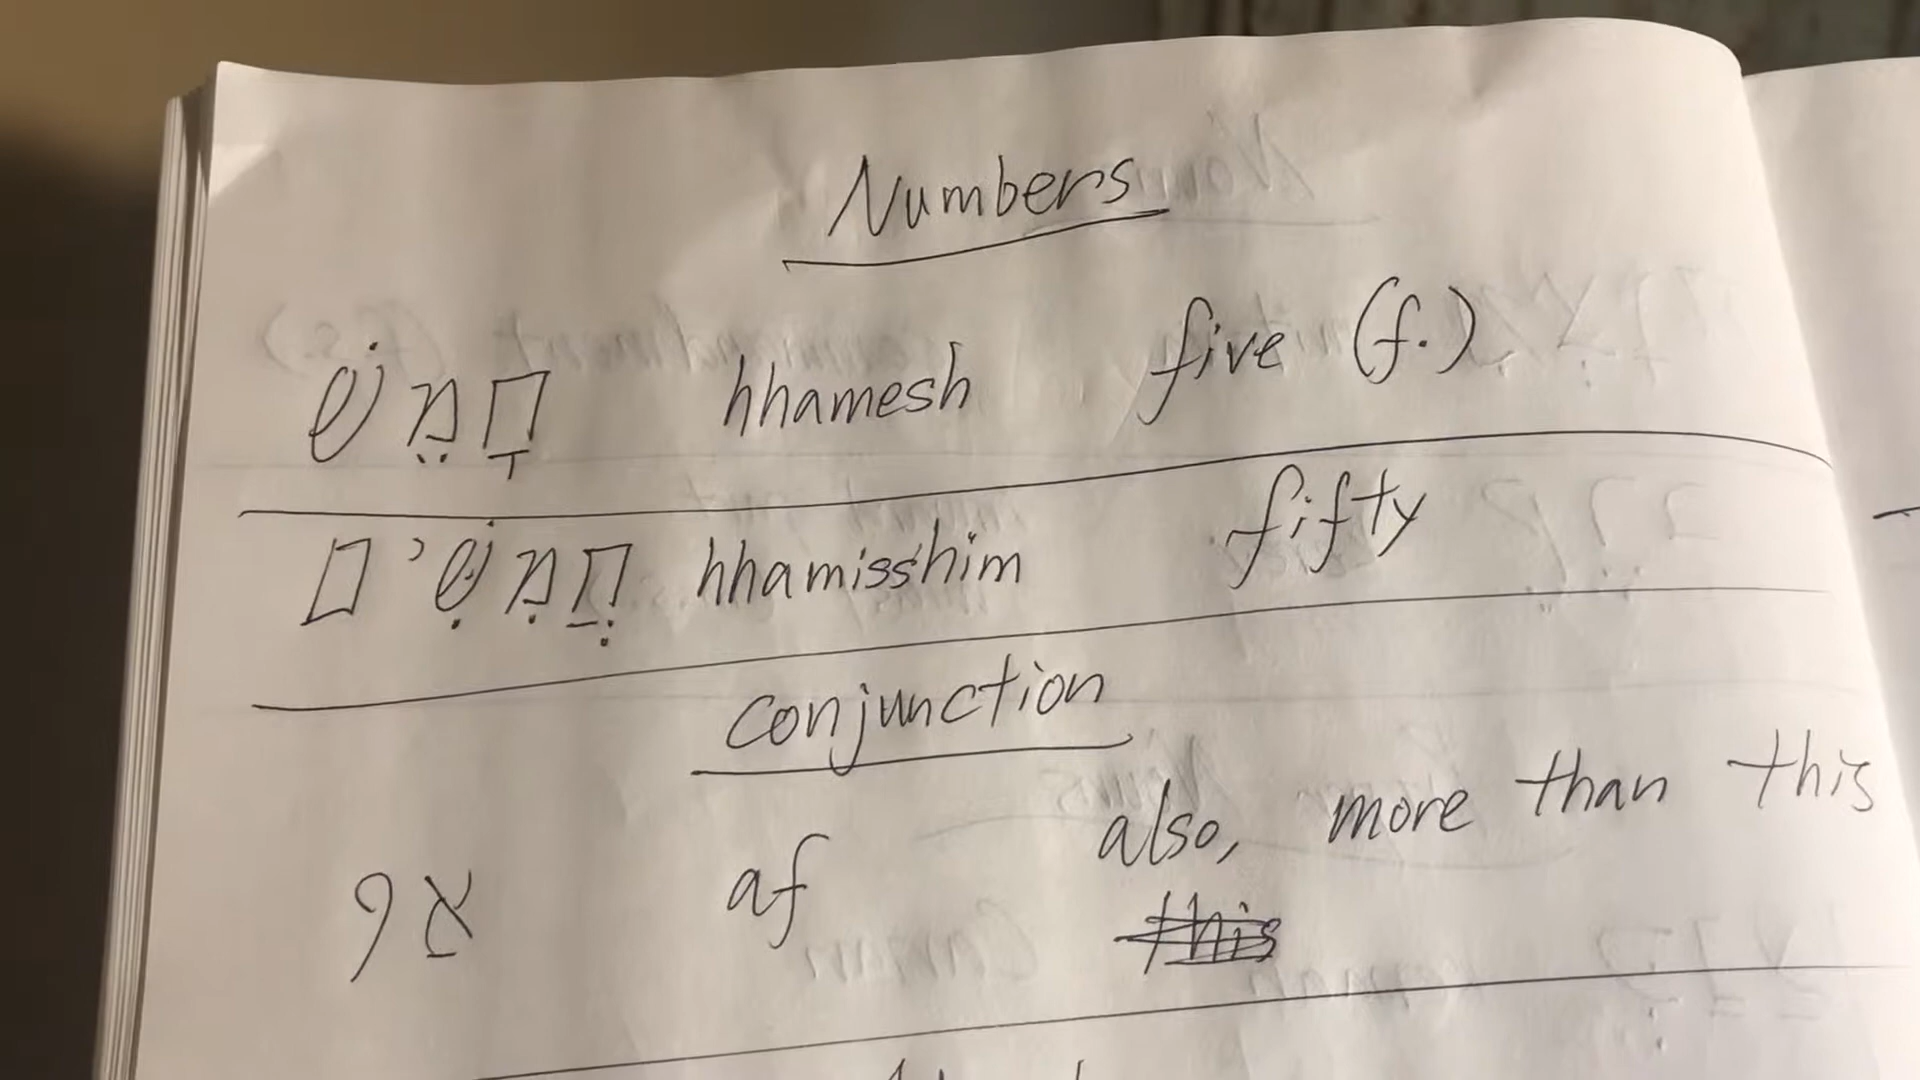 Numbers
חָמֵשׁ hhamesh five (f.)
חֲמִשִּׁים hhamisshim fifty
conjunction
אַף af also, more than this
this